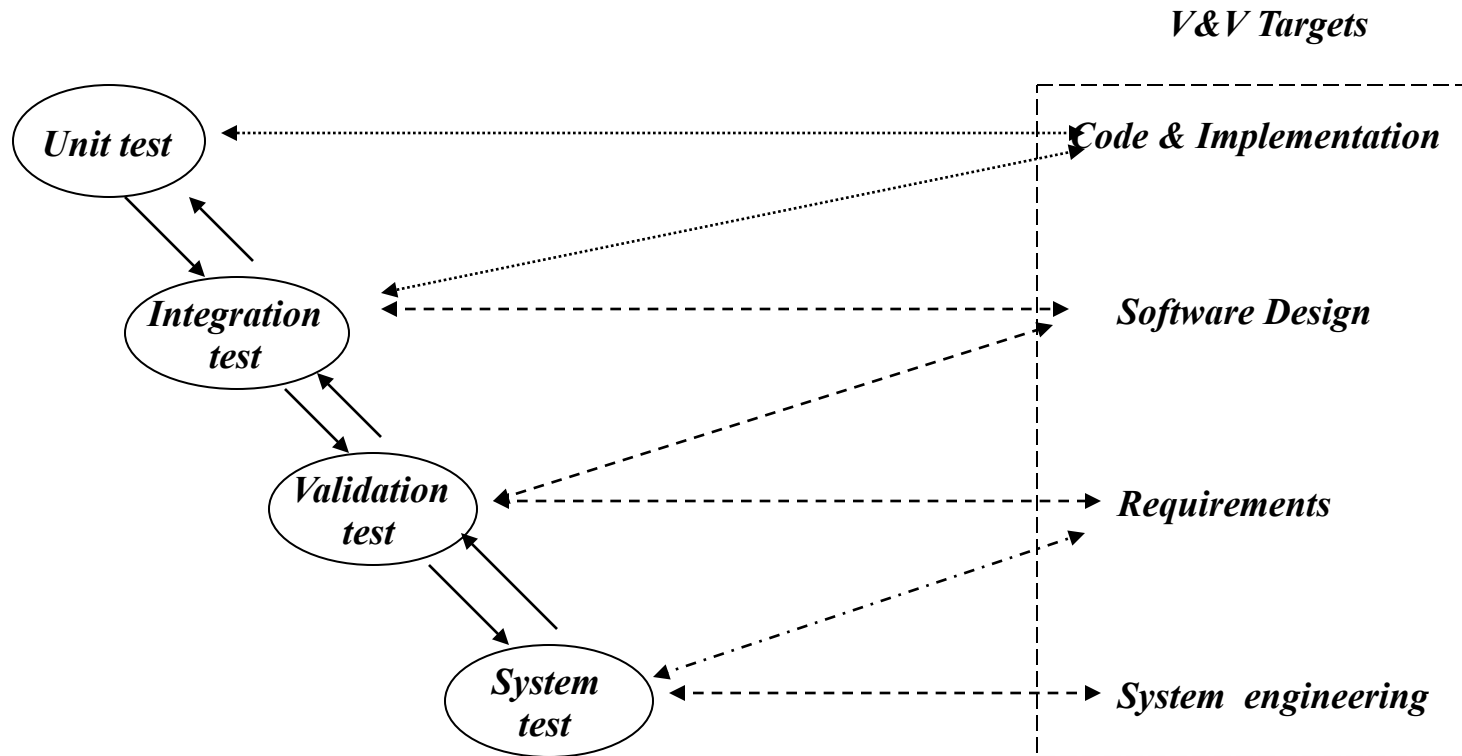 V&V Targets
Unit test
Code & Implementation
Integration
test
Software Design
Validation
test
Requirements
System
test
System engineering